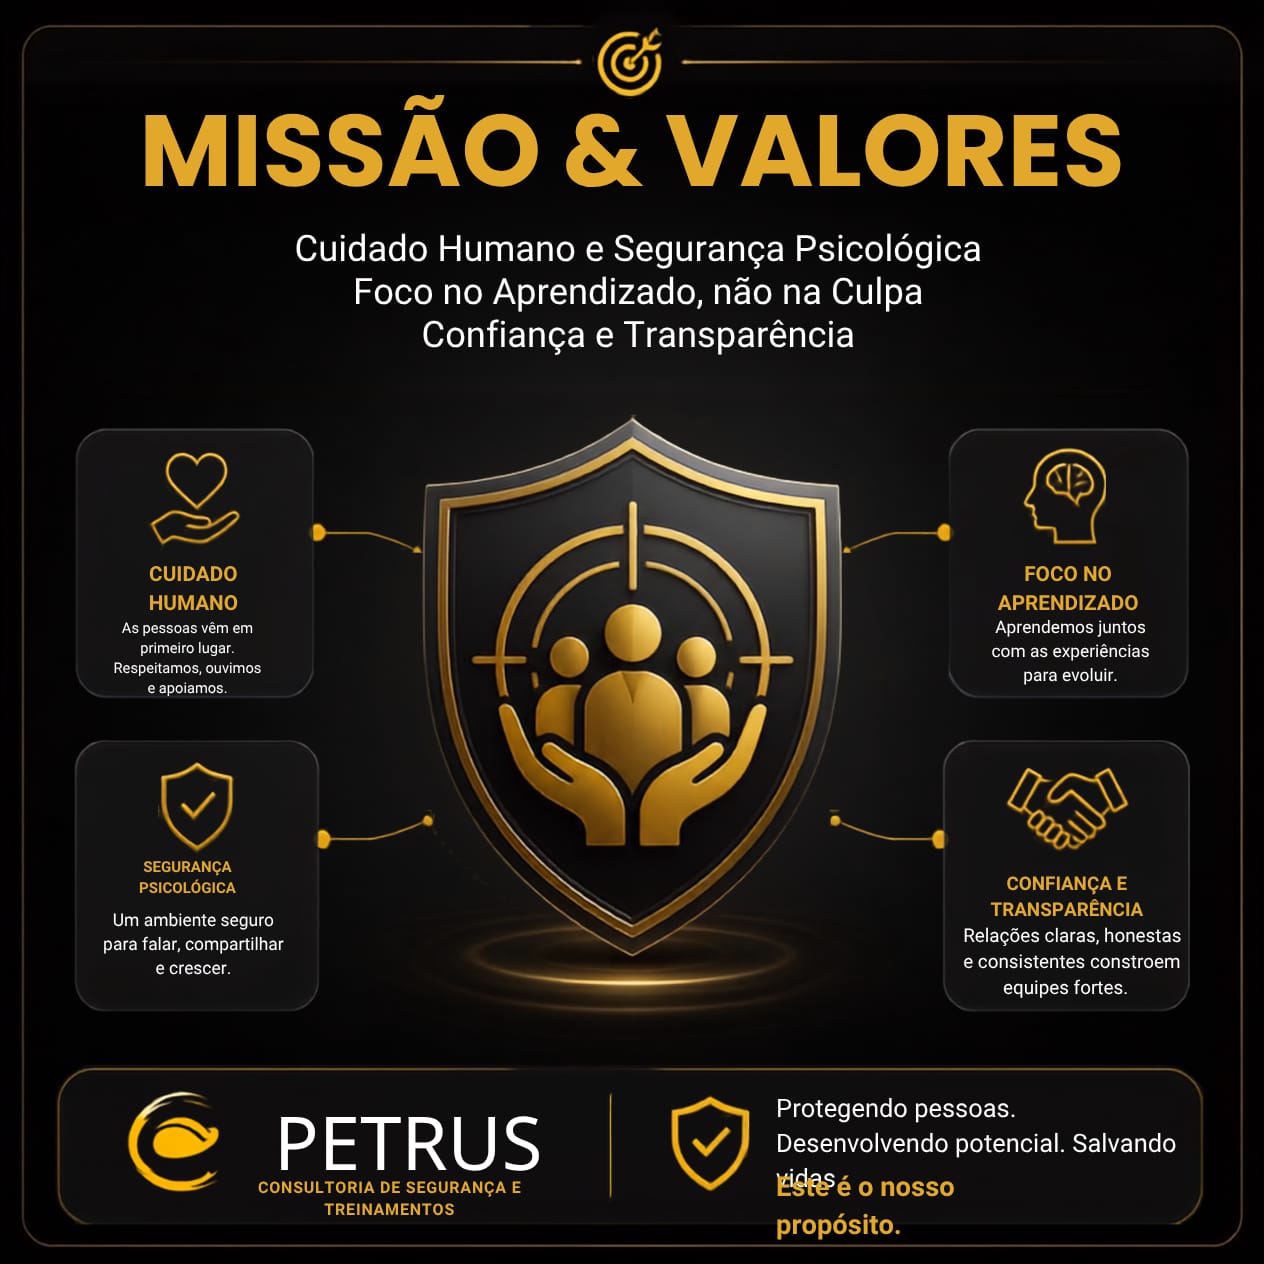 MISSÃO & VALORES
Cuidado Humano e Segurança Psicológica
Foco no Aprendizado, não na Culpa
Confiança e Transparência
CUIDADO
HUMANO
As pessoas vêm em
primeiro lugar.
Respeitamos, ouvimos
e apoiamos.
FOCO NO
APRENDIZADO
Aprendemos juntos
com as experiências
para evoluir.
SEGURANÇA
PSICOLÓGICA
Um ambiente seguro
para falar, compartilhar
e crescer.
CONFIANÇA E
TRANSPARÊNCIA
Relações claras, honestas
e consistentes constroem
equipes fortes.
PETRUS
CONSULTORIA DE SEGURANÇA E
TREINAMENTOS
Protegendo pessoas.
Desenvolvendo potencial. Salvando
vidas.
Este é o nosso
propósito.